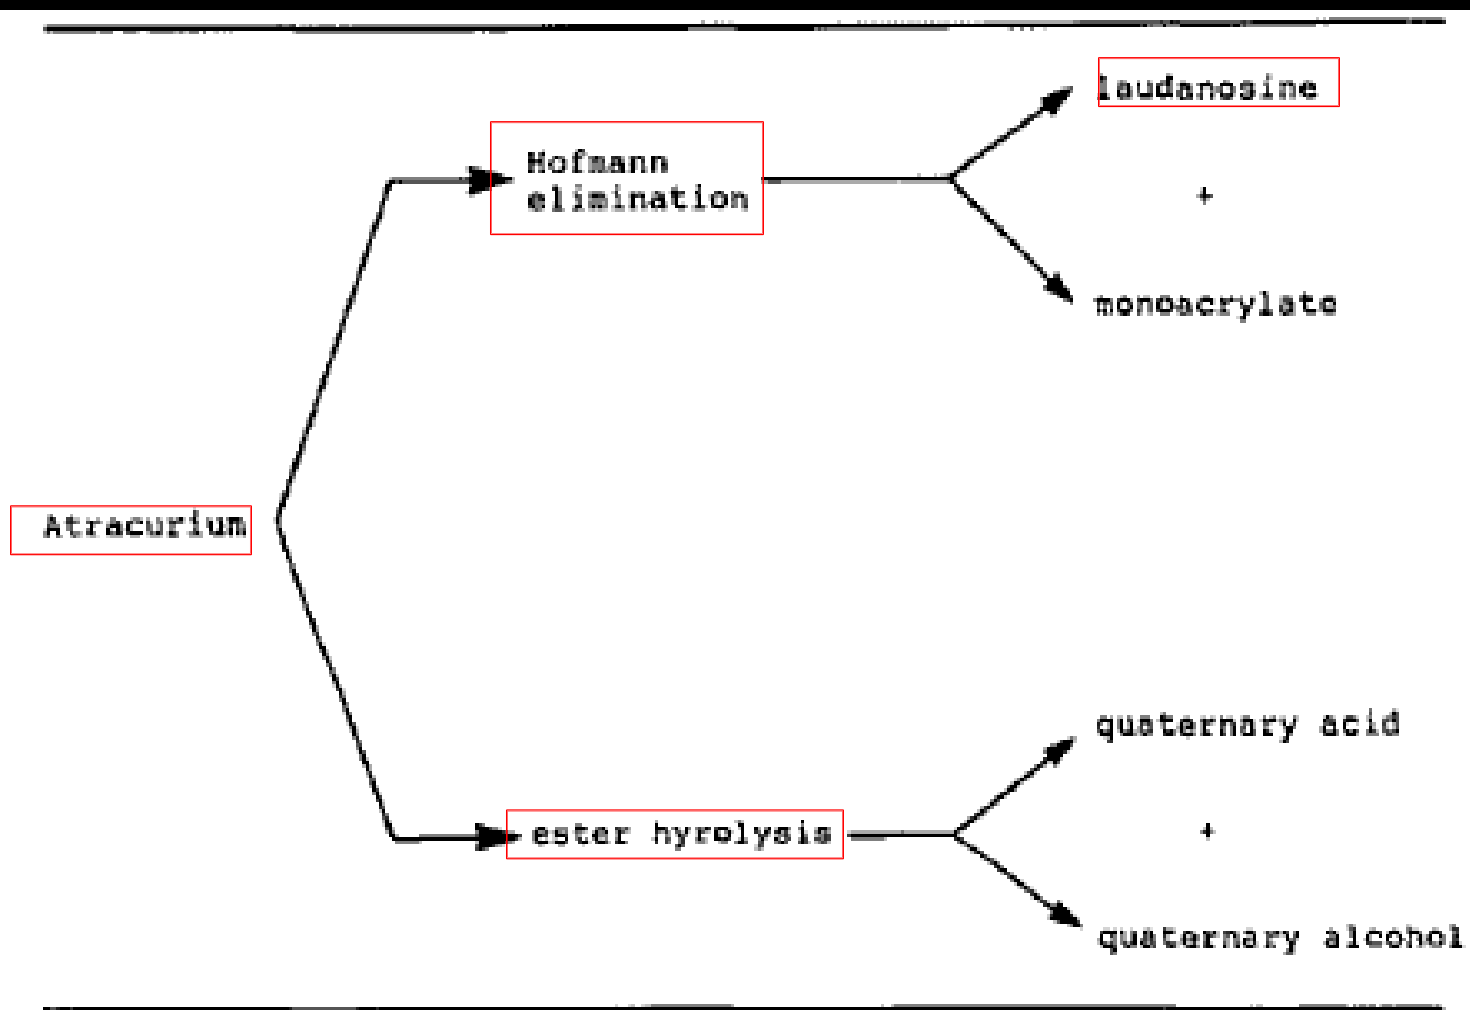 laudanosine
Hofmann
elimination
+
monoacrylate
Atracurium
quaternary acid
ester hyrolysis
+
quaternary alcohol